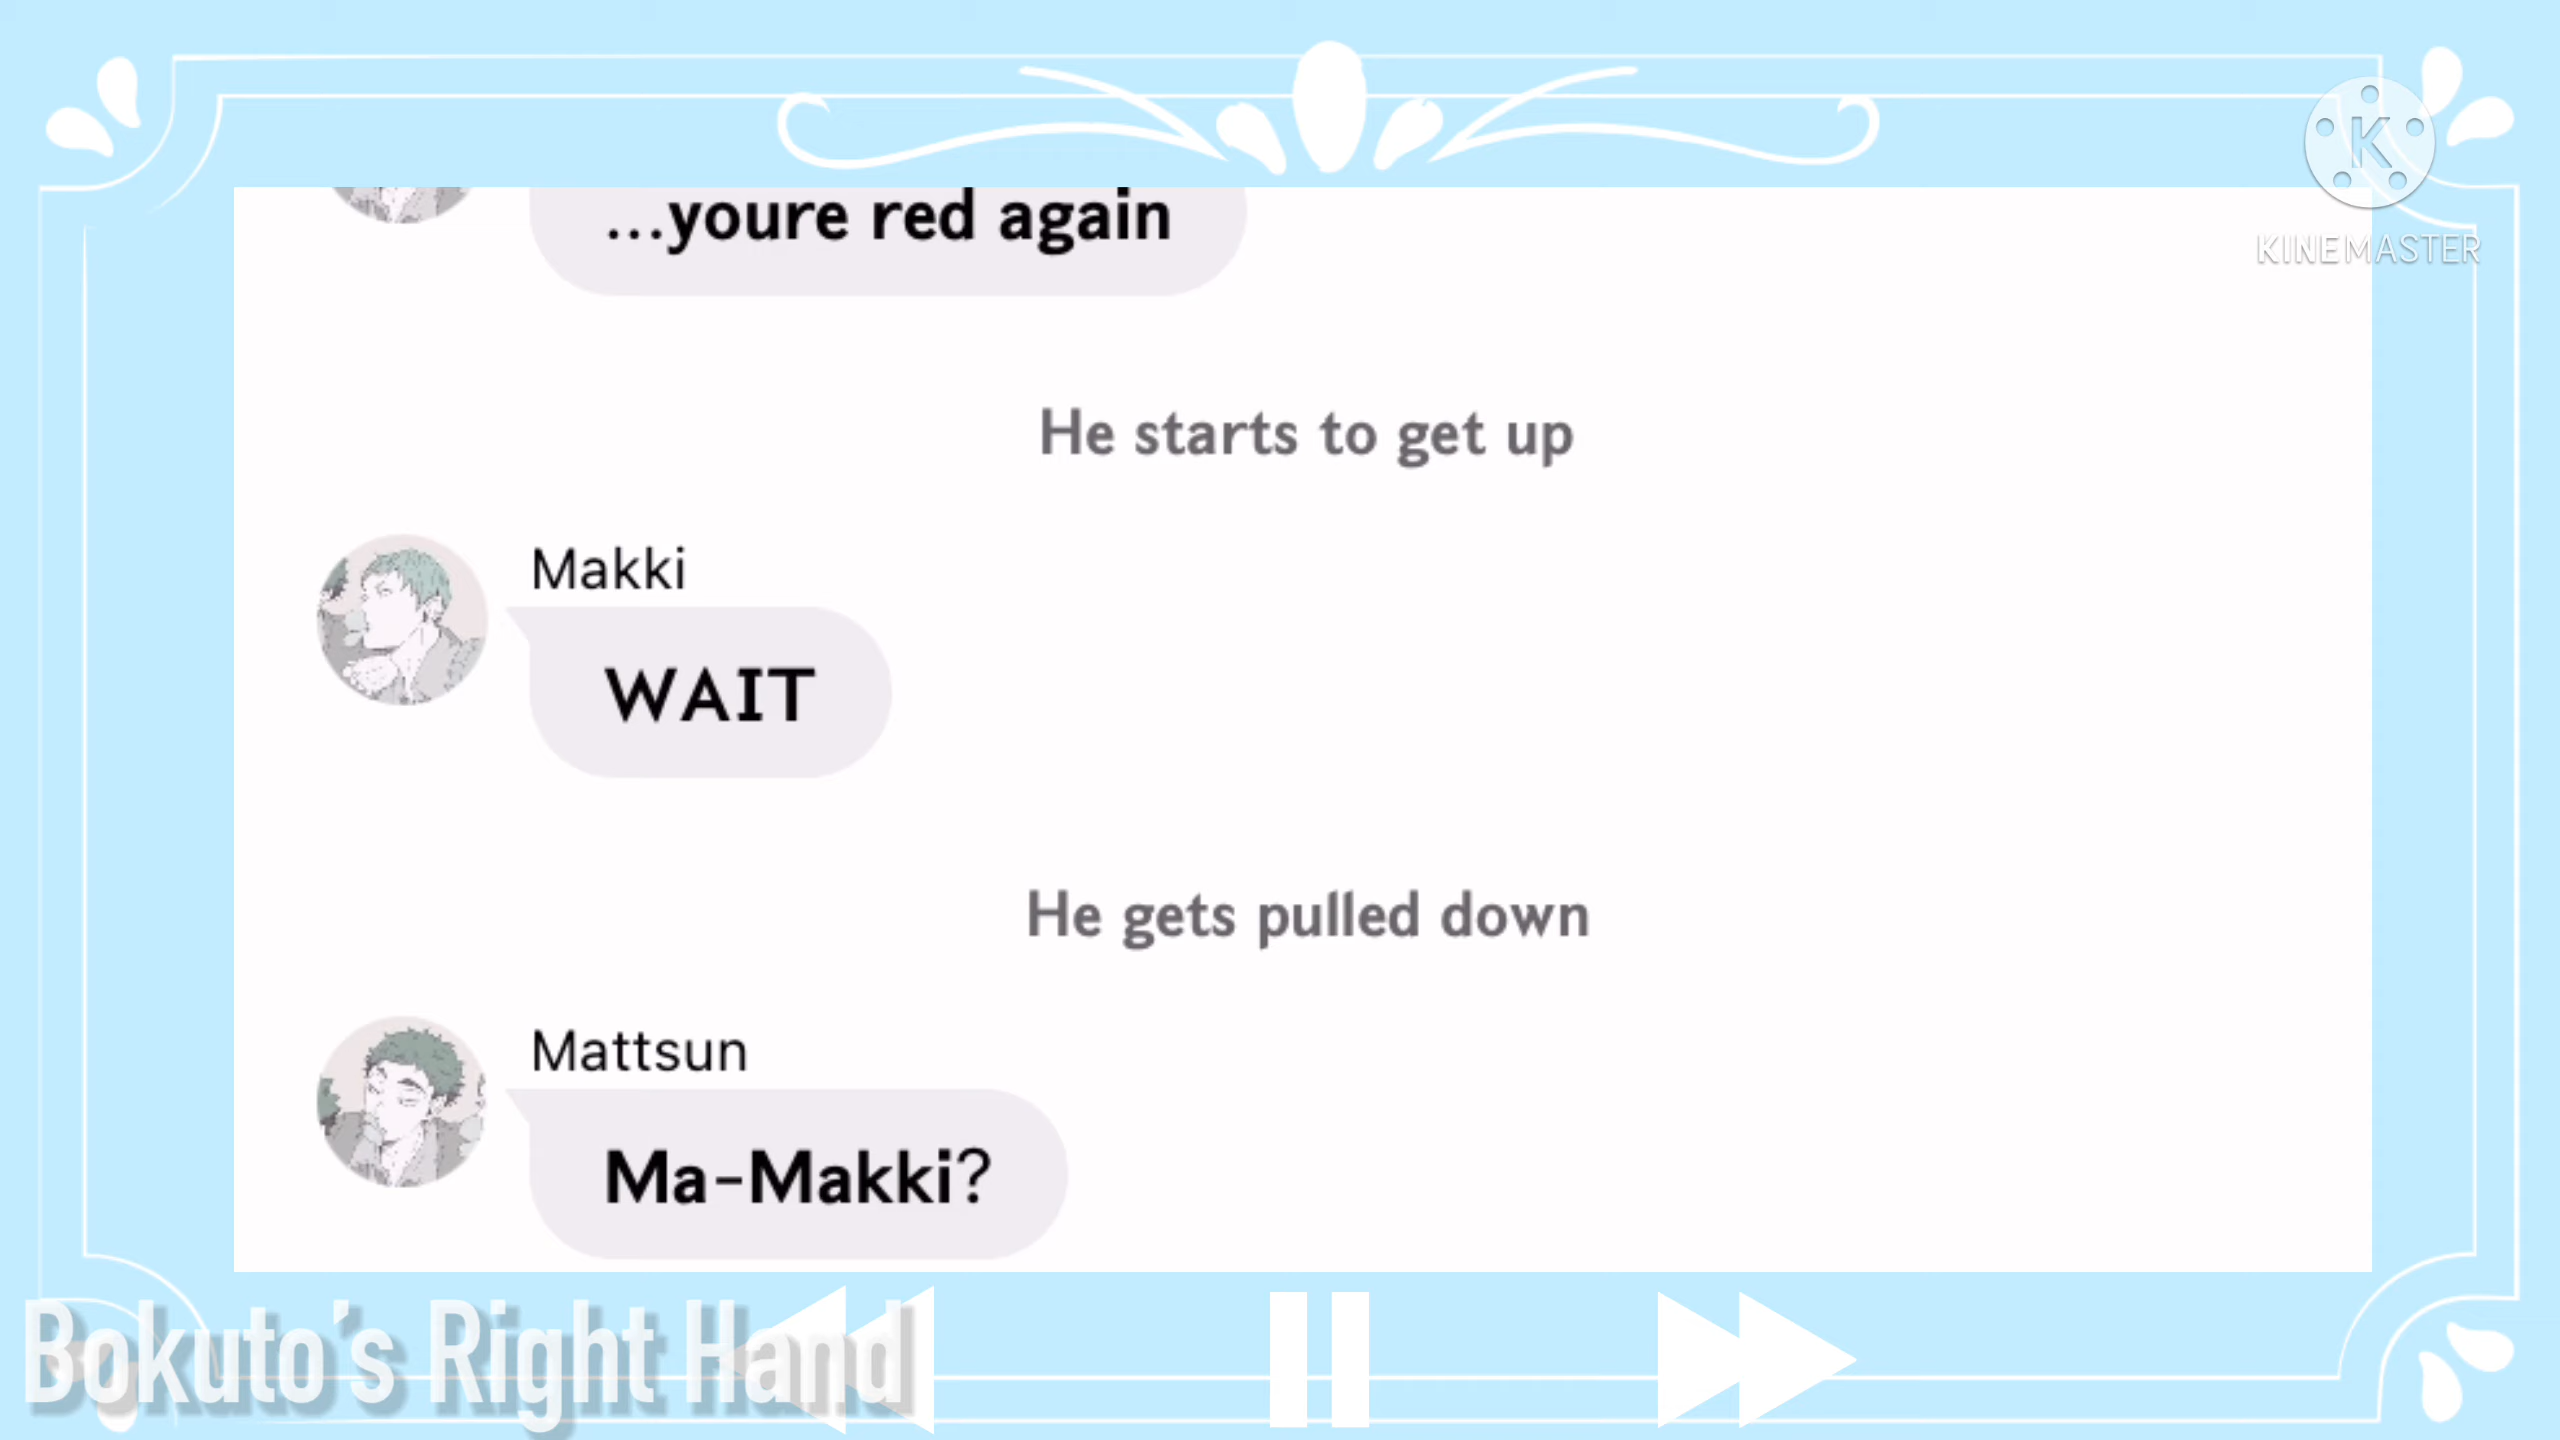 ...youre red again
He starts to get up
Makki
WAIT
He gets pulled down
Mattsun
Ma-Makki?
K
KINEMASTER
Bokuto's Right Hand